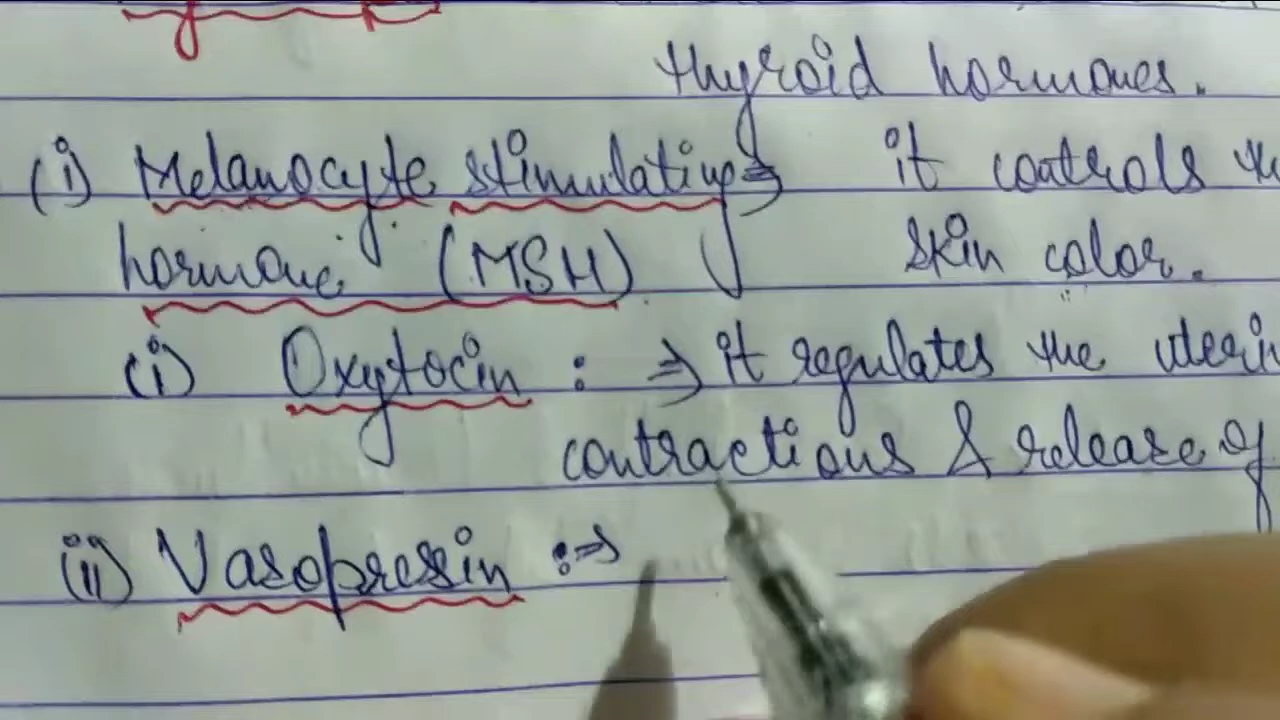 thyroid hormones.
(i) Melanocyte stimulating ⇒ it controls the
hormone (MSH) skin color.
(i) Oxytocin : ⇒ it regulates the uterin
contractions & release of
(ii) Vasopressin :⇒